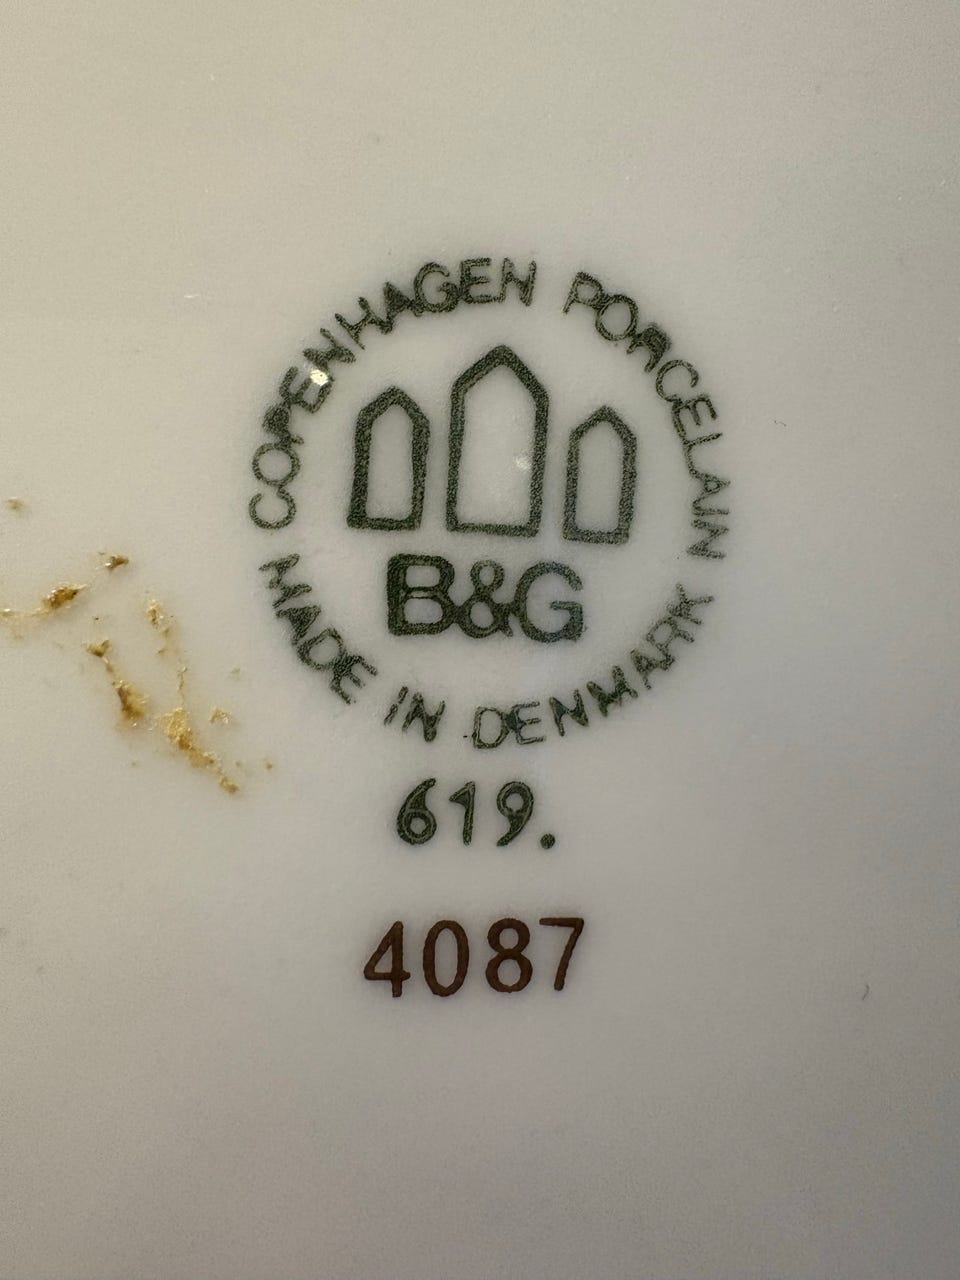 COPENHAGEN PORCELAIN
B&G
MADE IN DENMARK
619.
4087